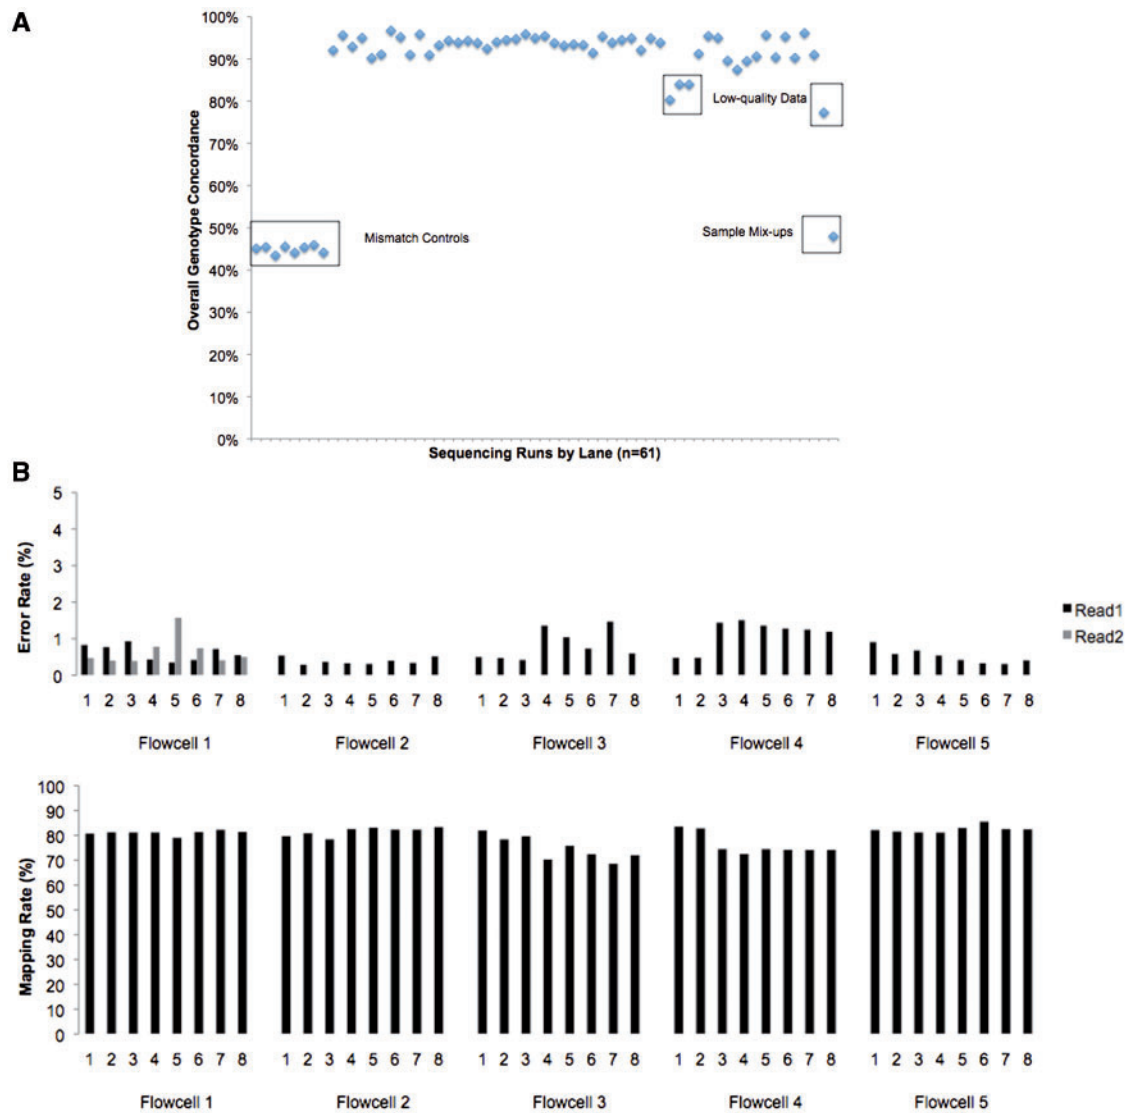 A
100%
90%
80%
70%
60%
50%
40%
30%
20%
10%
0%
Overall Genotype Concordance
Low-quality Data
Mismatch Controls
Sample Mix-ups
Sequencing Runs by Lane (n=61)
B
5
4
3
2
1
0
Error Rate (%)
Read1
Read2
1 2 3 4 5 6 7 8 1 2 3 4 5 6 7 8 1 2 3 4 5 6 7 8 1 2 3 4 5 6 7 8 1 2 3 4 5 6 7 8
Flowcell 1 Flowcell 2 Flowcell 3 Flowcell 4 Flowcell 5
100
90
80
70
60
50
40
30
20
10
0
Mapping Rate (%)
1 2 3 4 5 6 7 8 1 2 3 4 5 6 7 8 1 2 3 4 5 6 7 8 1 2 3 4 5 6 7 8 1 2 3 4 5 6 7 8
Flowcell 1 Flowcell 2 Flowcell 3 Flowcell 4 Flowcell 5